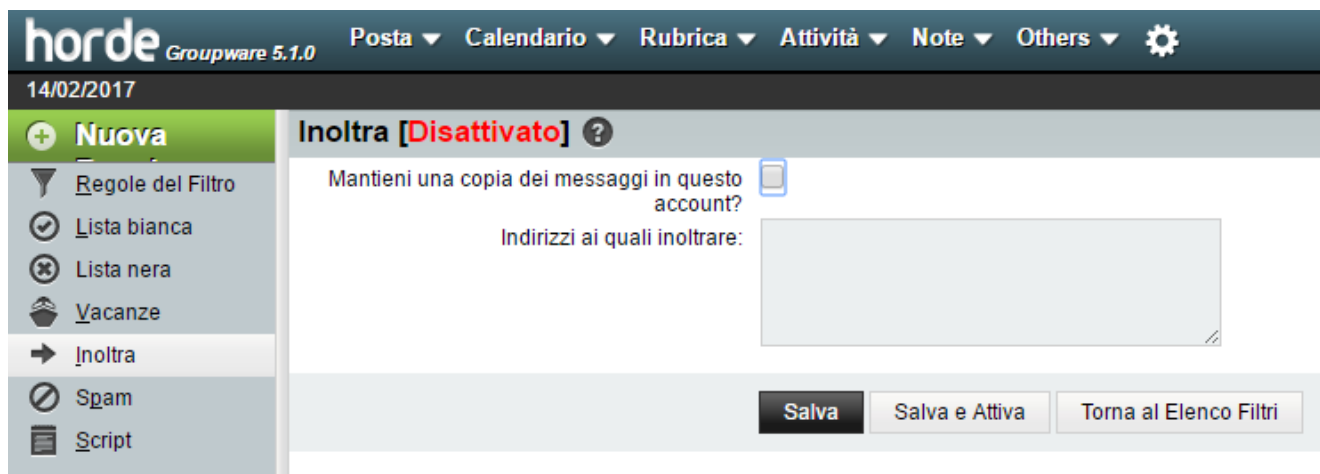 horde Groupware 5.1.0 Posta Calendario Rubrica Attività Note Others
14/02/2017
Nuova
Inoltra [Disattivato] ?
Regole del Filtro
Lista bianca
Lista nera
Vacanze
Inoltra
Spam
Script
Mantieni una copia dei messaggi in questo
account?
Indirizzi ai quali inoltrare:
Salva Salva e Attiva Torna al Elenco Filtri